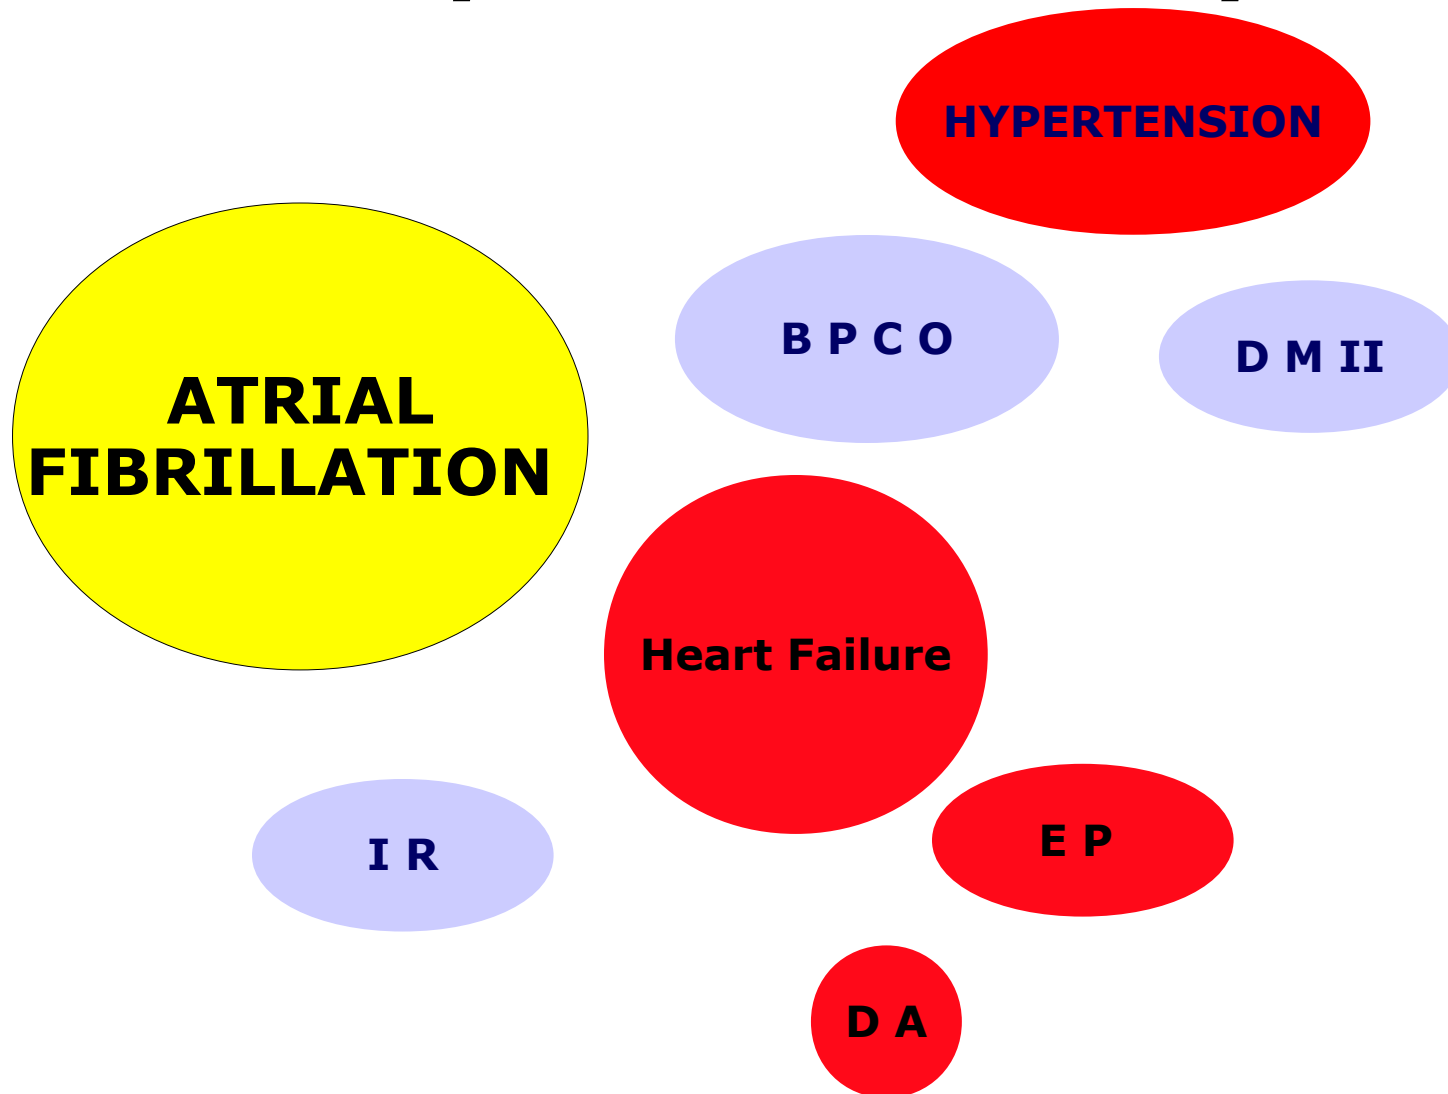 HYPERTENSION
B P C O
D M II
ATRIAL
FIBRILLATION
Heart Failure
I R
E P
D A